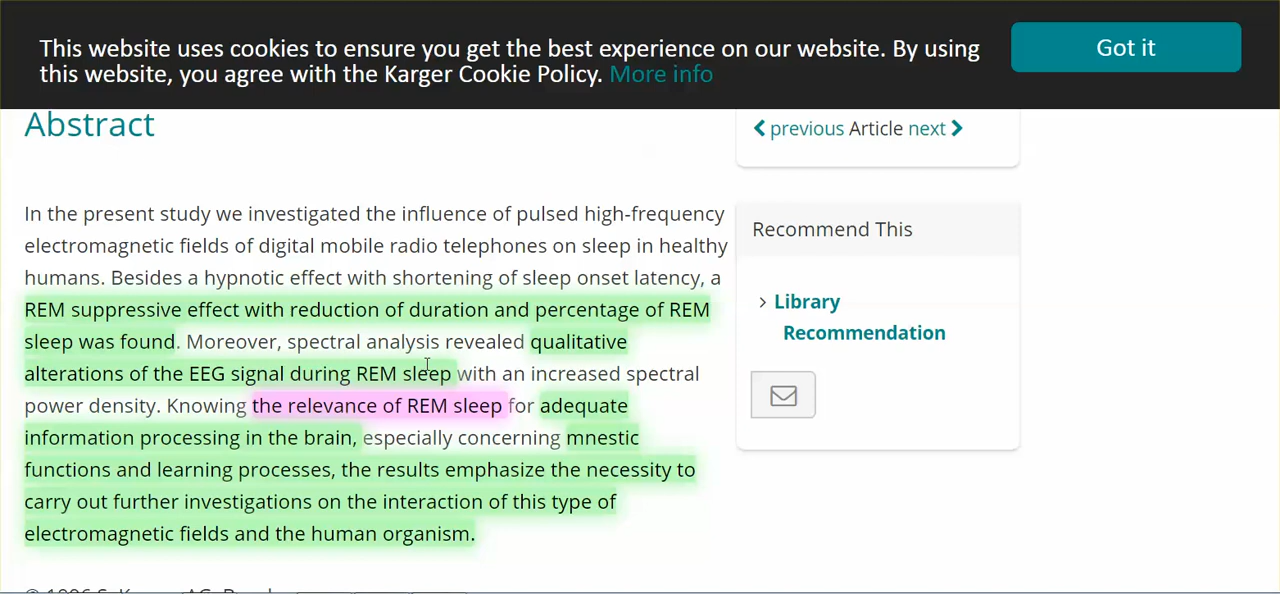 This website uses cookies to ensure you get the best experience on our website. By using
this website, you agree with the Karger Cookie Policy. More info
Got it
Abstract
previous Article next
In the present study we investigated the influence of pulsed high-frequency
electromagnetic fields of digital mobile radio telephones on sleep in healthy
humans. Besides a hypnotic effect with shortening of sleep onset latency, a
REM suppressive effect with reduction of duration and percentage of REM
sleep was found. Moreover, spectral analysis revealed qualitative
alterations of the EEG signal during REM sleep with an increased spectral
power density. Knowing the relevance of REM sleep for adequate
information processing in the brain, especially concerning mnestic
functions and learning processes, the results emphasize the necessity to
carry out further investigations on the interaction of this type of
electromagnetic fields and the human organism.
Recommend This
Library
Recommendation